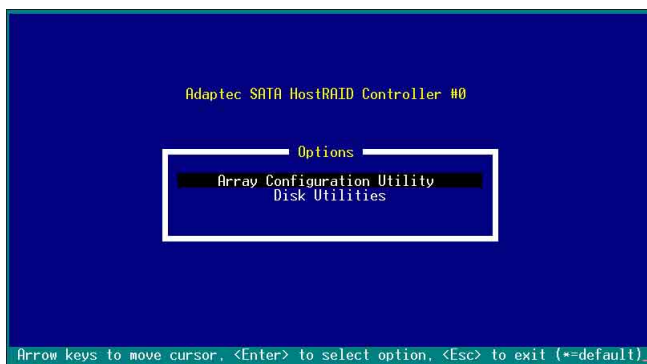 Adaptec SATA HostRAID Controller #0
Options
Array Configuration Utility
Disk Utilities
Arrow keys to move cursor, <Enter> to select option, <Esc> to exit (*=default)_